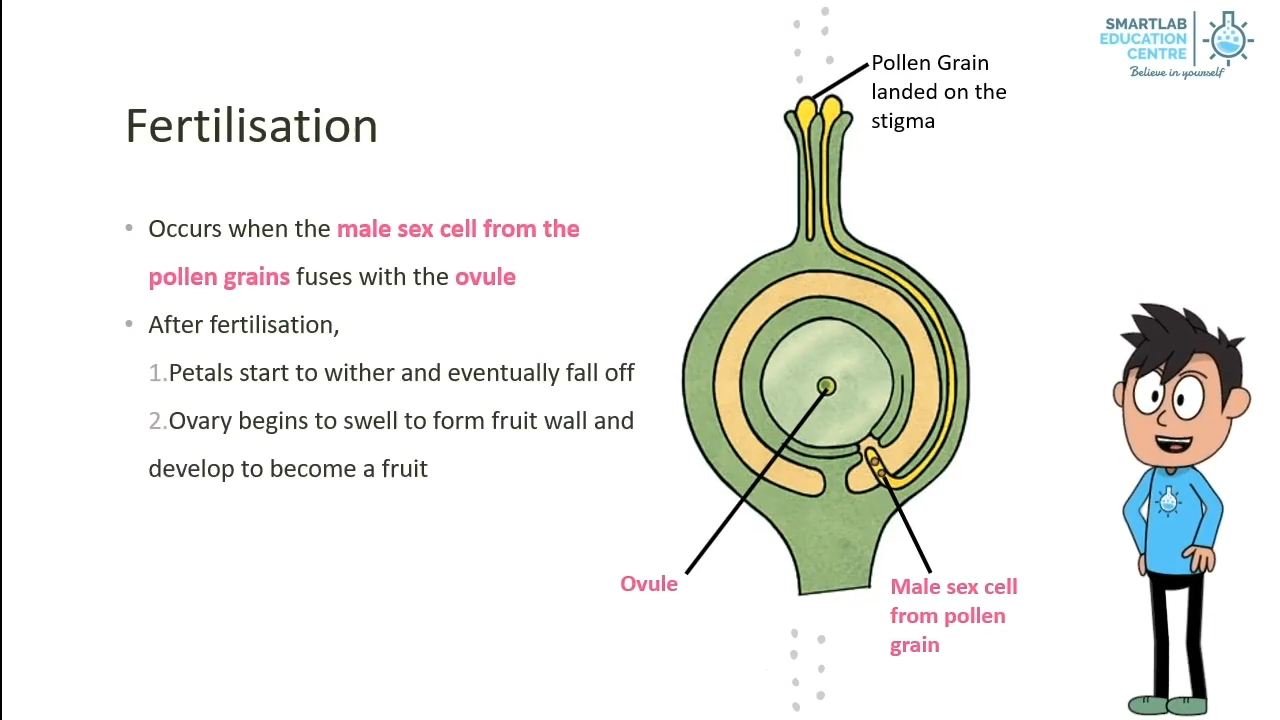 SMARTLAB
EDUCATION
CENTRE
Believe in yourself
Pollen Grain
landed on the
stigma
Fertilisation
• Occurs when the male sex cell from the
pollen grains fuses with the ovule
• After fertilisation,
1.Petals start to wither and eventually fall off
2.Ovary begins to swell to form fruit wall and
develop to become a fruit
Ovule
Male sex cell
from pollen
grain